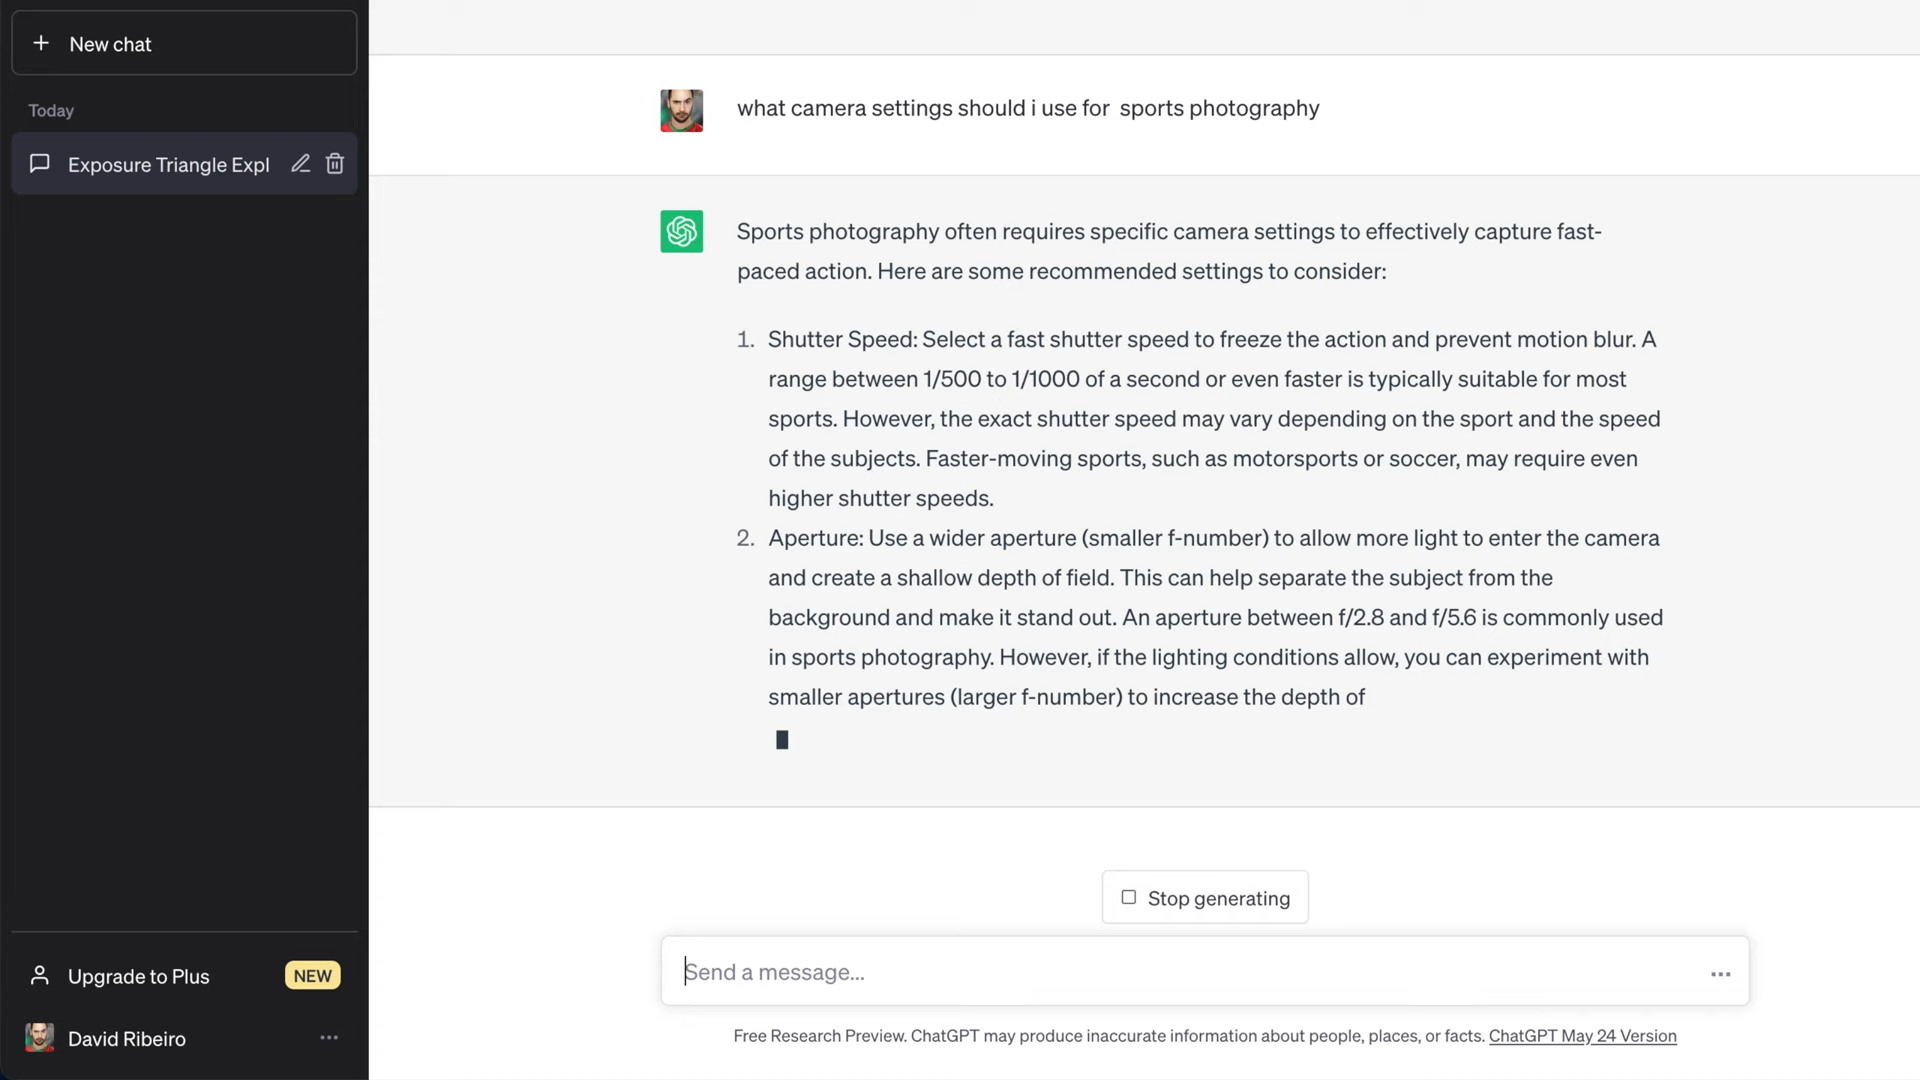 New chat
Today
Exposure Triangle Expl
what camera settings should i use for  sports photography
Sports photography often requires specific camera settings to effectively capture fast-
paced action. Here are some recommended settings to consider:
1. Shutter Speed: Select a fast shutter speed to freeze the action and prevent motion blur. A
range between 1/500 to 1/1000 of a second or even faster is typically suitable for most
sports. However, the exact shutter speed may vary depending on the sport and the speed
of the subjects. Faster-moving sports, such as motorsports or soccer, may require even
higher shutter speeds.
2. Aperture: Use a wider aperture (smaller f-number) to allow more light to enter the camera
and create a shallow depth of field. This can help separate the subject from the
background and make it stand out. An aperture between f/2.8 and f/5.6 is commonly used
in sports photography. However, if the lighting conditions allow, you can experiment with
smaller apertures (larger f-number) to increase the depth of
Stop generating
Send a message...
Free Research Preview. ChatGPT may produce inaccurate information about people, places, or facts. ChatGPT May 24 Version
Upgrade to Plus NEW
David Ribeiro